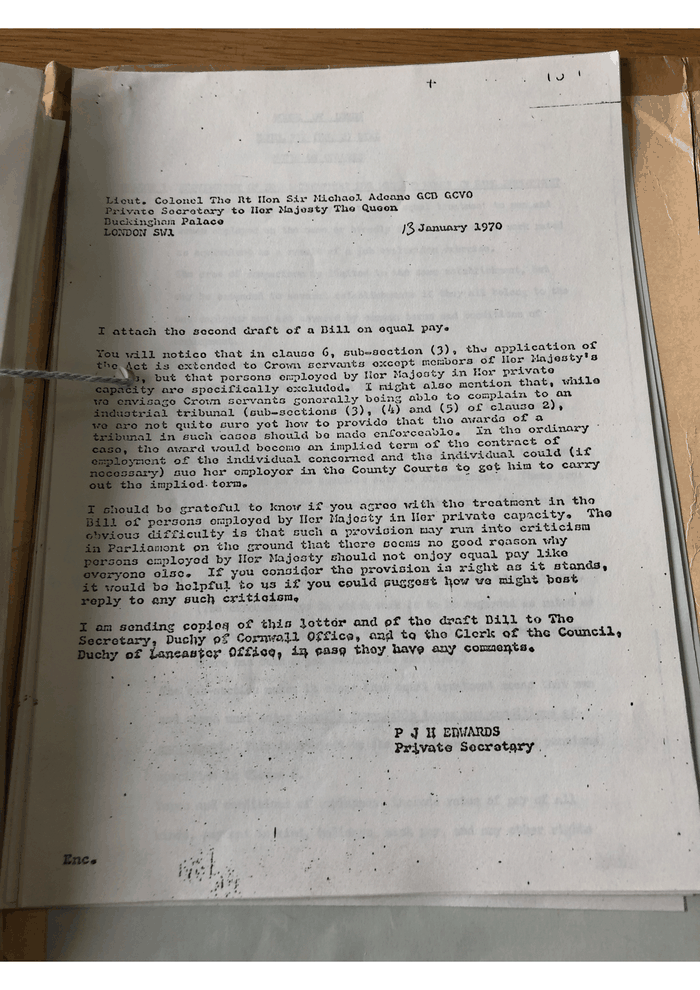 Lieut. Colonel The Rt Hon Sir Michael Adeane GCB GCVO
Private Secretary to Her Majesty The Queen
Buckingham Palace
LONDON SW1
13 January 1970
I attach the second draft of a Bill on equal pay.
You will notice that in clause 6, sub-section (3), the application of
the Act is extended to Crown servants except members of Her Majesty's
but that persons employed by Her Majesty in Her private
capacity are specifically excluded. I might also mention that, while
we envisage Crown servants generally being able to complain to an
industrial tribunal (sub-sections (3), (4) and (5) of clause 2),
we are not quite sure yet how to provide that the awards of a
tribunal in such cases should be made enforceable. In the ordinary
case, the award would become an implied term of the contract of
employment of the individual concerned and the individual could (if
necessary) sue her employer in the County Courts to get him to carry
out the implied term.
I should be grateful to know if you agree with the treatment in the
Bill of persons employed by Her Majesty in Her private capacity. The
obvious difficulty is that such a provision may run into criticism
in Parliament on the ground that there seems no good reason why
persons employed by Her Majesty should not enjoy equal pay like
everyone else. If you consider the provision is right as it stands,
it would be helpful to us if you could suggest how we might best
reply to any such criticism.
I am sending copies of this letter and of the draft Bill to The
Secretary, Duchy of Cornwall Office, and to the Clerk of the Council,
Duchy of Lancaster Office, in case they have any comments.
P J H EDWARDS
Private Secretary
Enc.